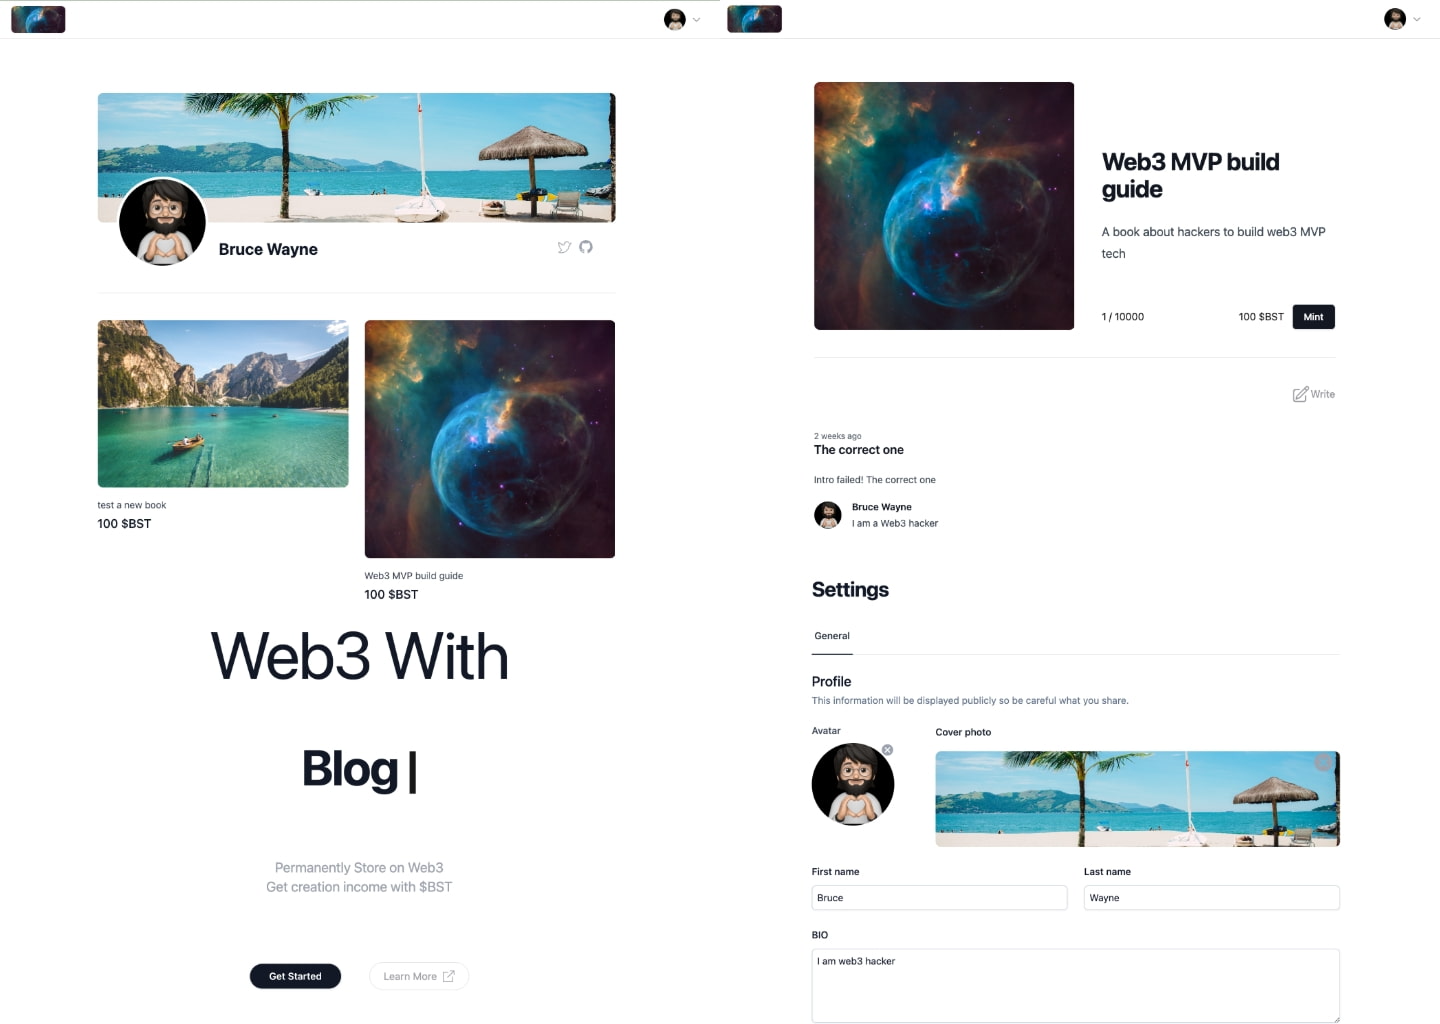 Bruce Wayne
test a new book
100 $BST
Web3 MVP build guide
100 $BST
Web3 With
Blog
Permanently Store on Web3
Get creation income with $BST
Get Started
Learn More
Web3 MVP build
guide
A book about hackers to build web3 MVP
tech
1 / 10000
100 $BST
Mint
Write
2 weeks ago
The correct one
Intro failed! The correct one
Bruce Wayne
I am a Web3 hacker
Settings
General
Profile
This information will be displayed publicly so be careful what you share.
Avatar
Cover photo
First name
Last name
Bruce
Wayne
BIO
I am web3 hacker